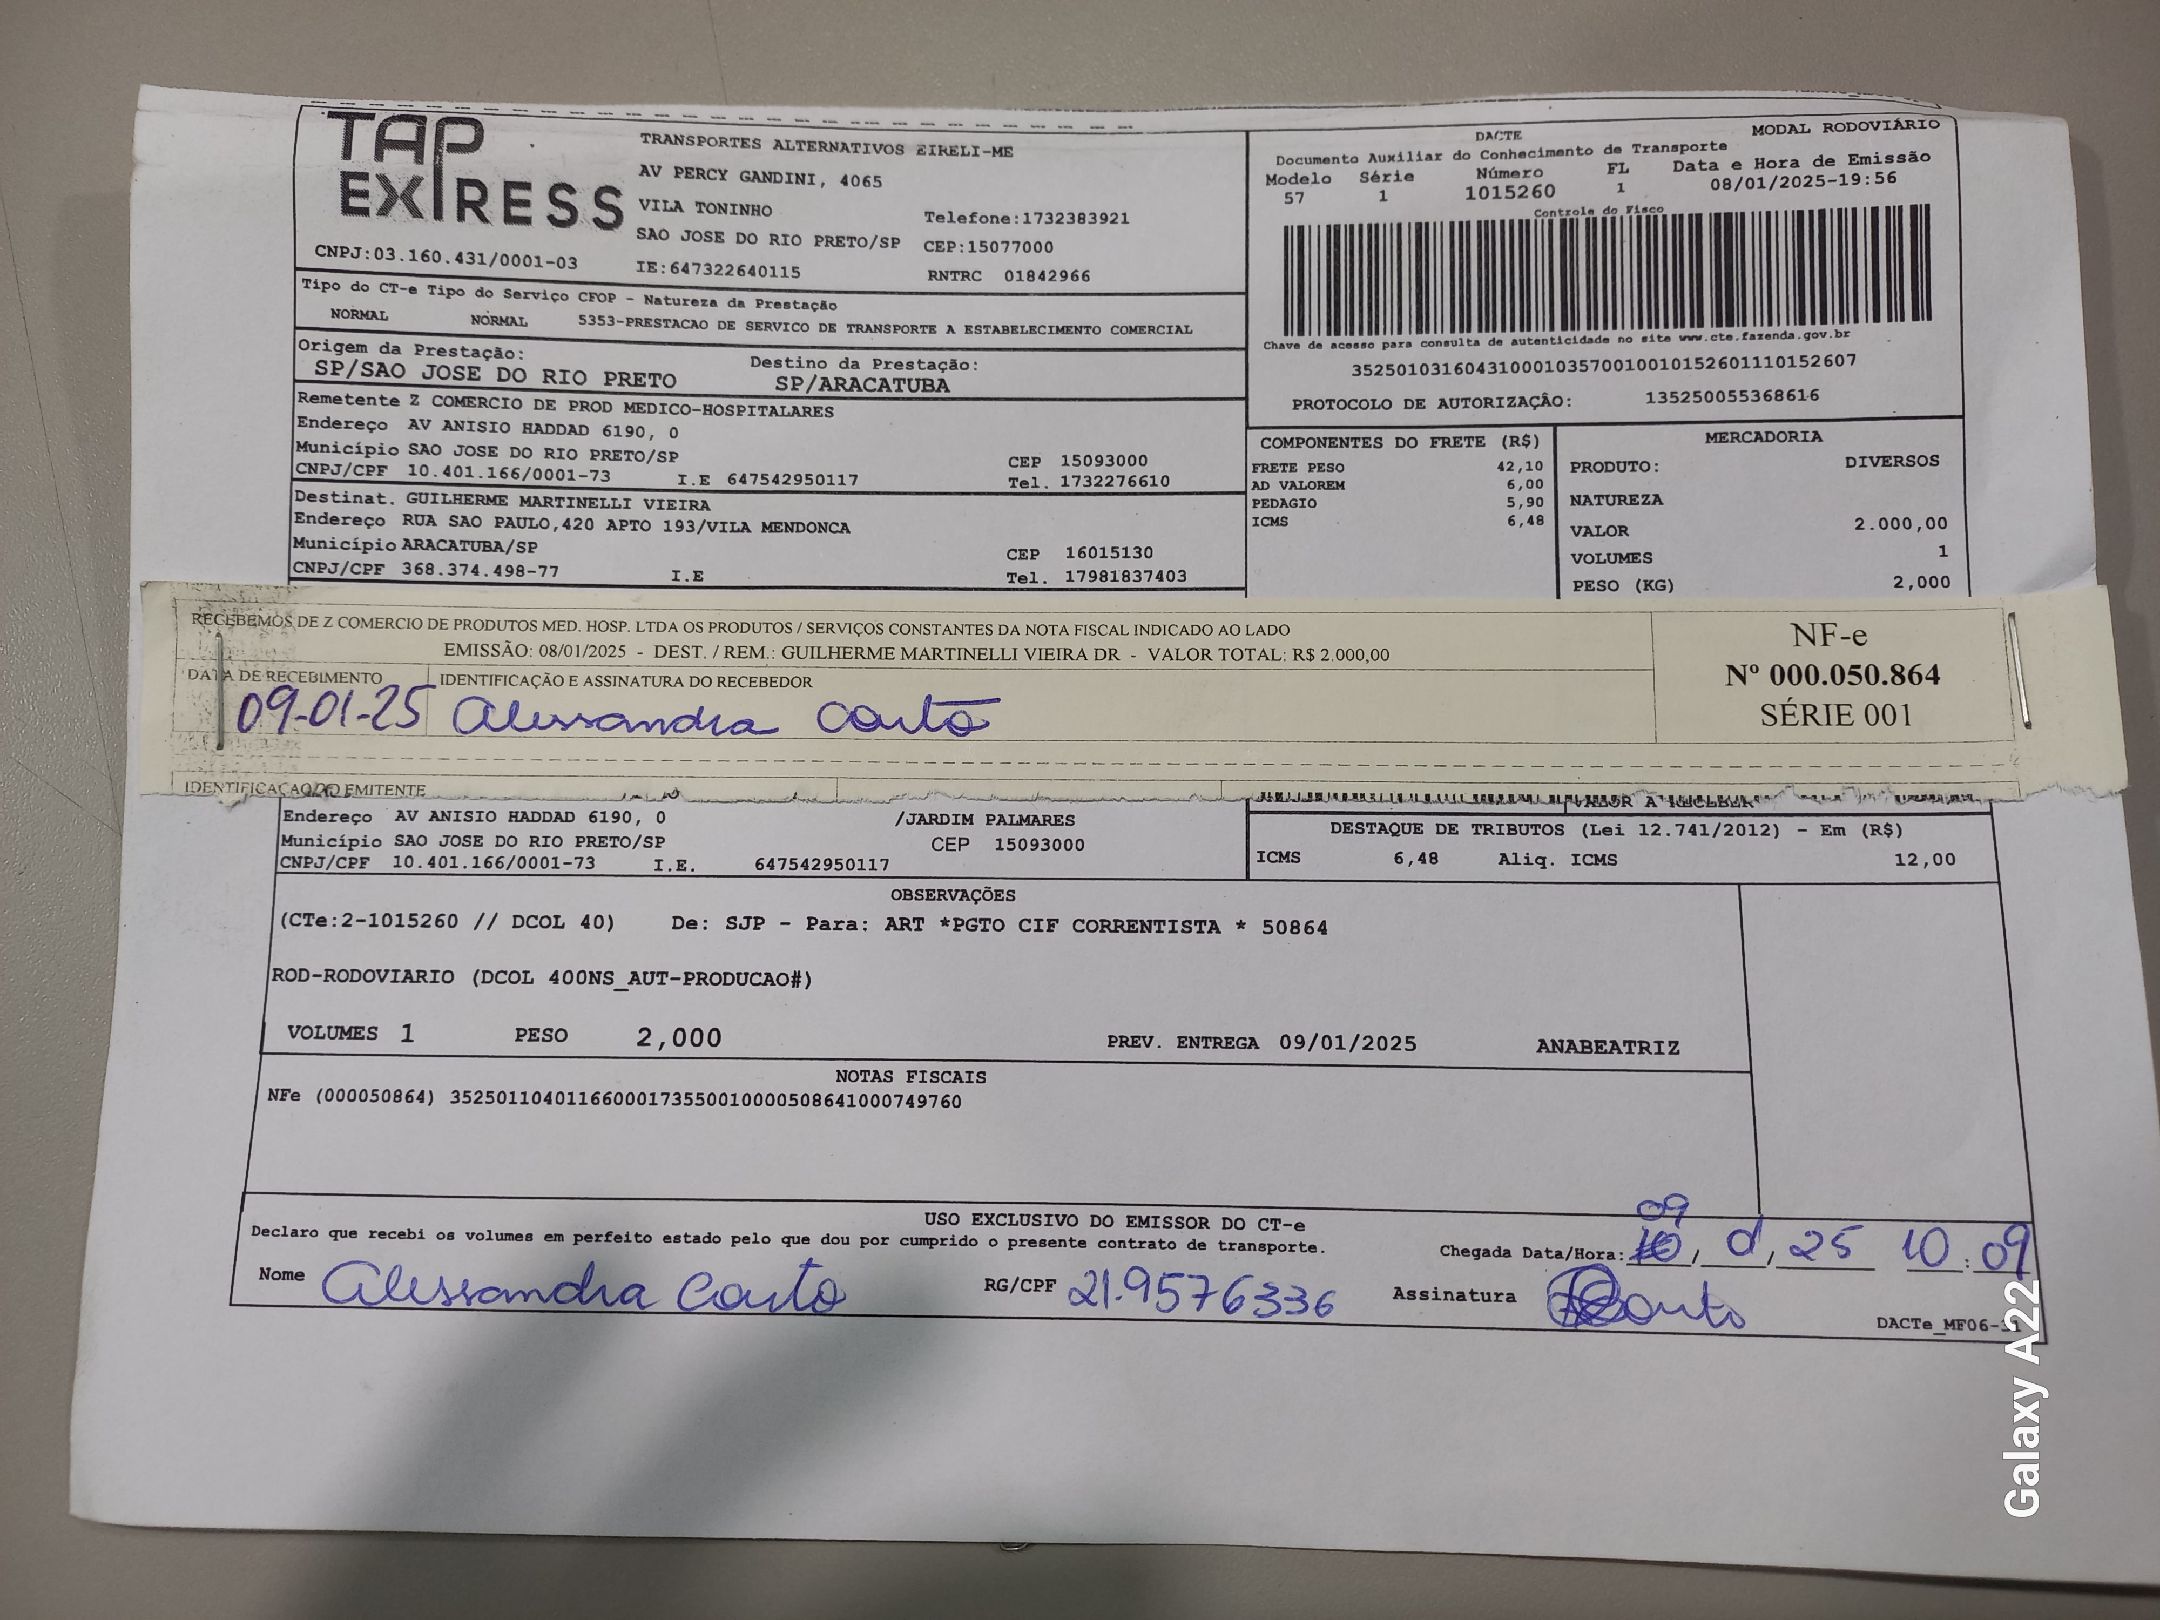 TAP EXPRESS
TRANSPORTES ALTERNATIVOS EIRELI-ME
AV PERCY GANDINI, 4065
VILA TONINHO
Telefone:1732383921
SAO JOSE DO RIO PRETO/SP CEP:15077000
CNPJ:03.160.431/0001-03 IE:647322640115 RNTRC 01842966
DACTE MODAL RODOVIÁRIO
Documento Auxiliar do Conhecimento de Transporte
Modelo Série Número FL Data e Hora de Emissão
57 1 1015260 1 08/01/2025-19:56
Controle do Fisco
Chave de acesso para consulta de autenticidade no site www.cte.fazenda.gov.br
35250103160431000103570010010152601110152607
PROTOCOLO DE AUTORIZAÇÃO: 135250055368616
Tipo do CT-e Tipo do Serviço CFOP - Natureza da Prestação
NORMAL NORMAL 5353-PRESTACAO DE SERVICO DE TRANSPORTE A ESTABELECIMENTO COMERCIAL
Origem da Prestação: Destino da Prestação:
SP/SAO JOSE DO RIO PRETO SP/ARACATUBA
Remetente Z COMERCIO DE PROD MEDICO-HOSPITALARES
Endereço AV ANISIO HADDAD 6190, 0
Município SAO JOSE DO RIO PRETO/SP CEP 15093000
CNPJ/CPF 10.401.166/0001-73 I.E 647542950117 Tel. 1732276610
Destinat. GUILHERME MARTINELLI VIEIRA
Endereço RUA SAO PAULO,420 APTO 193/VILA MENDONCA
Município ARACATUBA/SP CEP 16015130
CNPJ/CPF 368.374.498-77 I.E Tel. 17981837403
COMPONENTES DO FRETE (R$)
FRETE PESO 42,10
AD VALOREM 6,00
PEDAGIO 5,90
ICMS 6,48
MERCADORIA
PRODUTO: DIVERSOS
NATUREZA
VALOR 2.000,00
VOLUMES 1
PESO (KG) 2,000
RECEBEMOS DE Z COMERCIO DE PRODUTOS MED. HOSP. LTDA OS PRODUTOS / SERVIÇOS CONSTANTES DA NOTA FISCAL INDICADO AO LADO
EMISSÃO: 08/01/2025 - DEST. / REM.: GUILHERME MARTINELLI VIEIRA DR - VALOR TOTAL: R$ 2.000,00
DATA DE RECEBIMENTO IDENTIFICAÇÃO E ASSINATURA DO RECEBEDOR
09-01-25 Alessandra Couto
NF-e
Nº 000.050.864
SÉRIE 001
IDENTIFICAÇAO DO EMITENTE
VALOR A RECEBER
Endereço AV ANISIO HADDAD 6190, 0 /JARDIM PALMARES
Município SAO JOSE DO RIO PRETO/SP CEP 15093000
CNPJ/CPF 10.401.166/0001-73 I.E. 647542950117
DESTAQUE DE TRIBUTOS (Lei 12.741/2012) - Em (R$)
ICMS 6,48 Aliq. ICMS 12,00
OBSERVAÇÕES
(CTe:2-1015260 // DCOL 40) De: SJP - Para: ART *PGTO CIF CORRENTISTA * 50864
ROD-RODOVIARIO (DCOL 400NS_AUT-PRODUCAO#)
VOLUMES 1 PESO 2,000 PREV. ENTREGA 09/01/2025 ANABEATRIZ
NOTAS FISCAIS
NFe (000050864) 35250110401166000173550010000508641000749760
USO EXCLUSIVO DO EMISSOR DO CT-e
Declaro que recebi os volumes em perfeito estado pelo que dou por cumprido o presente contrato de transporte.
Chegada Data/Hora: 09, 01, 25 10:09
Nome Alessandra Couto RG/CPF 21.9576336 Assinatura Couto
DACTe_MF06-
Galaxy A22